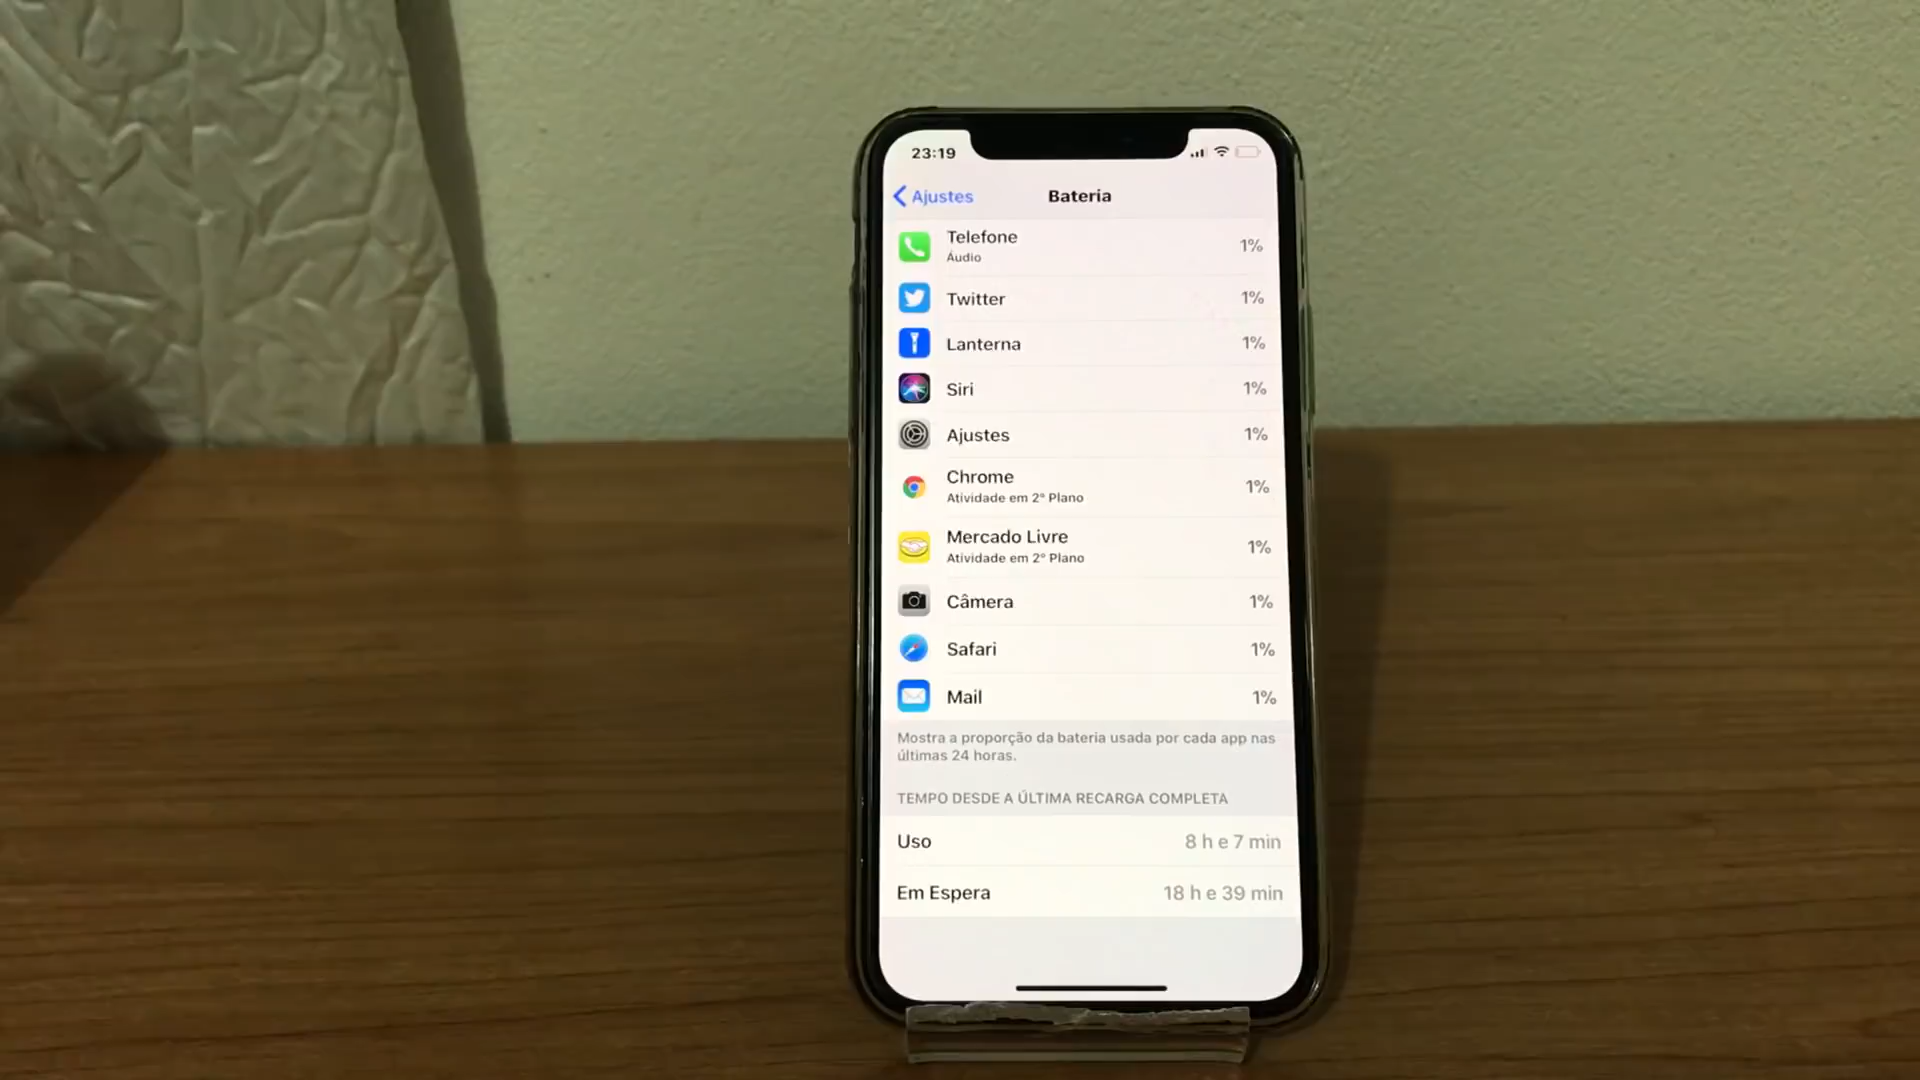 23:19
Ajustes
Bateria
Telefone
1%
Áudio
Twitter
1%
Lanterna
1%
Siri
1%
Ajustes
1%
Chrome
1%
Atividade em 2º Plano
Mercado Livre
1%
Atividade em 2º Plano
Câmera
1%
Safari
1%
Mail
1%
Mostra a proporção da bateria usada por cada app nas
últimas 24 horas.
TEMPO DESDE A ÚLTIMA RECARGA COMPLETA
Uso
8 h e 7 min
Em Espera
18 h e 39 min